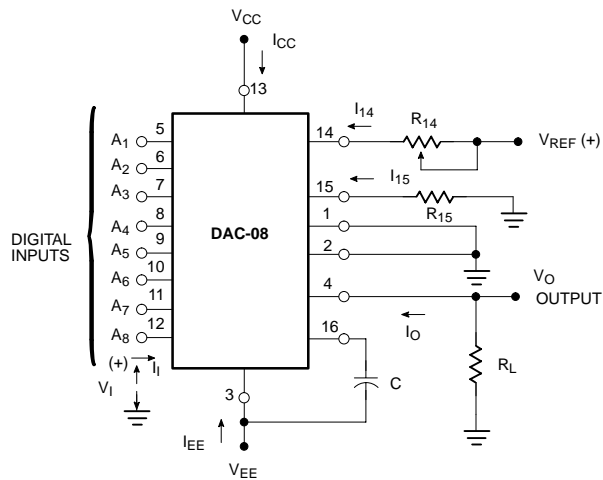 VCC
ICC
13
I14
R14
5
14
VREF (+)
A1
6
A2
I15
7
15
A3
R15
8
1
A4
DAC-08
DIGITAL
INPUTS
9
2
A5
10
VO
A6
4
OUTPUT
11
A7
IO
12
16
A8
(+)
II
RL
VI
C
3
IEE
VEE